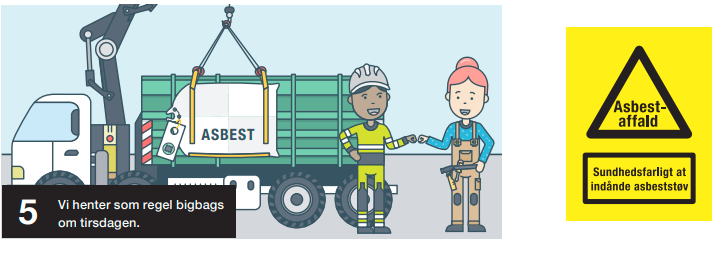 ASBEST
5
Vi henter som regel bigbags
om tirsdagen.
Asbest-
affald
Sundhedsfarligt at
indånde asbeststøv